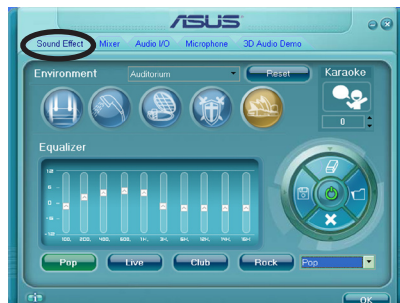 ASUS
Sound Effect Mixer Audio I/O Microphone 3D Audio Demo
Environment Auditorium Reset Karaoke
0
Equalizer
Pop Live Club Rock Pop
OK